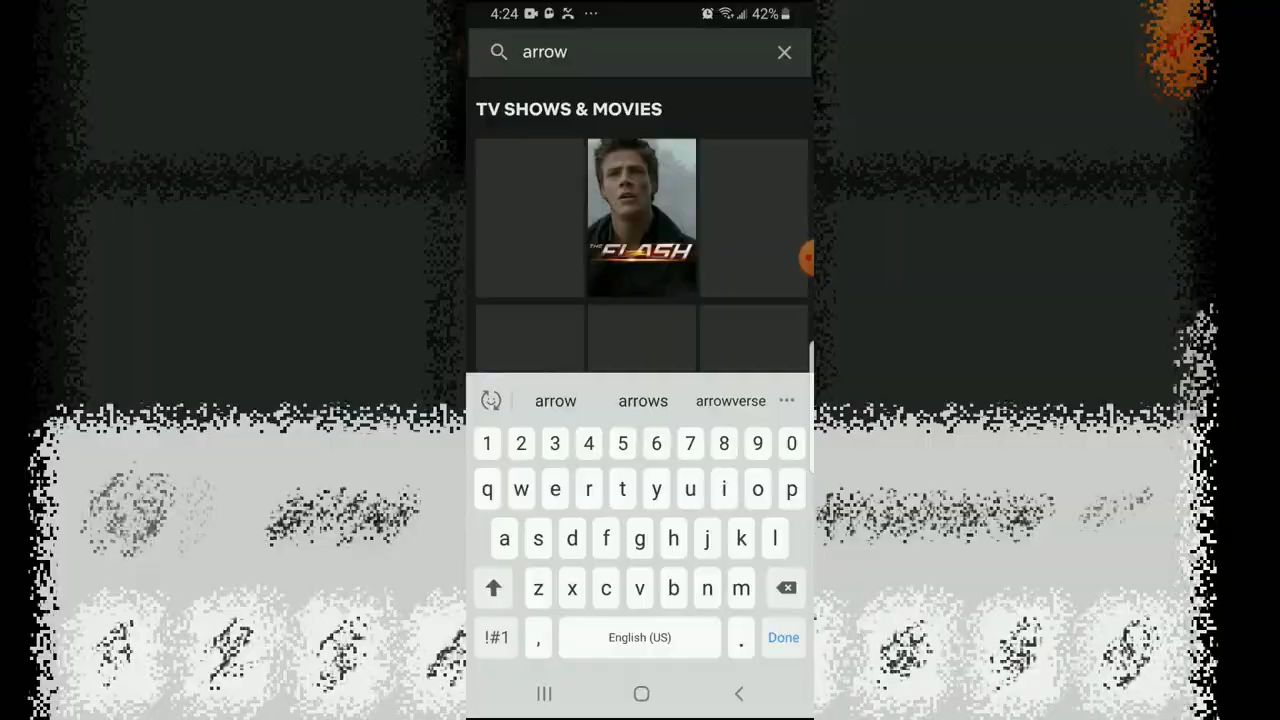 4:24 42%
arrow
TV SHOWS & MOVIES
THE FLASH
arrow arrows arrowverse
1 2 3 4 5 6 7 8 9 0
q w e r t y u i o p
a s d f g h j k l
z x c v b n m
!#1 , English (US) . Done